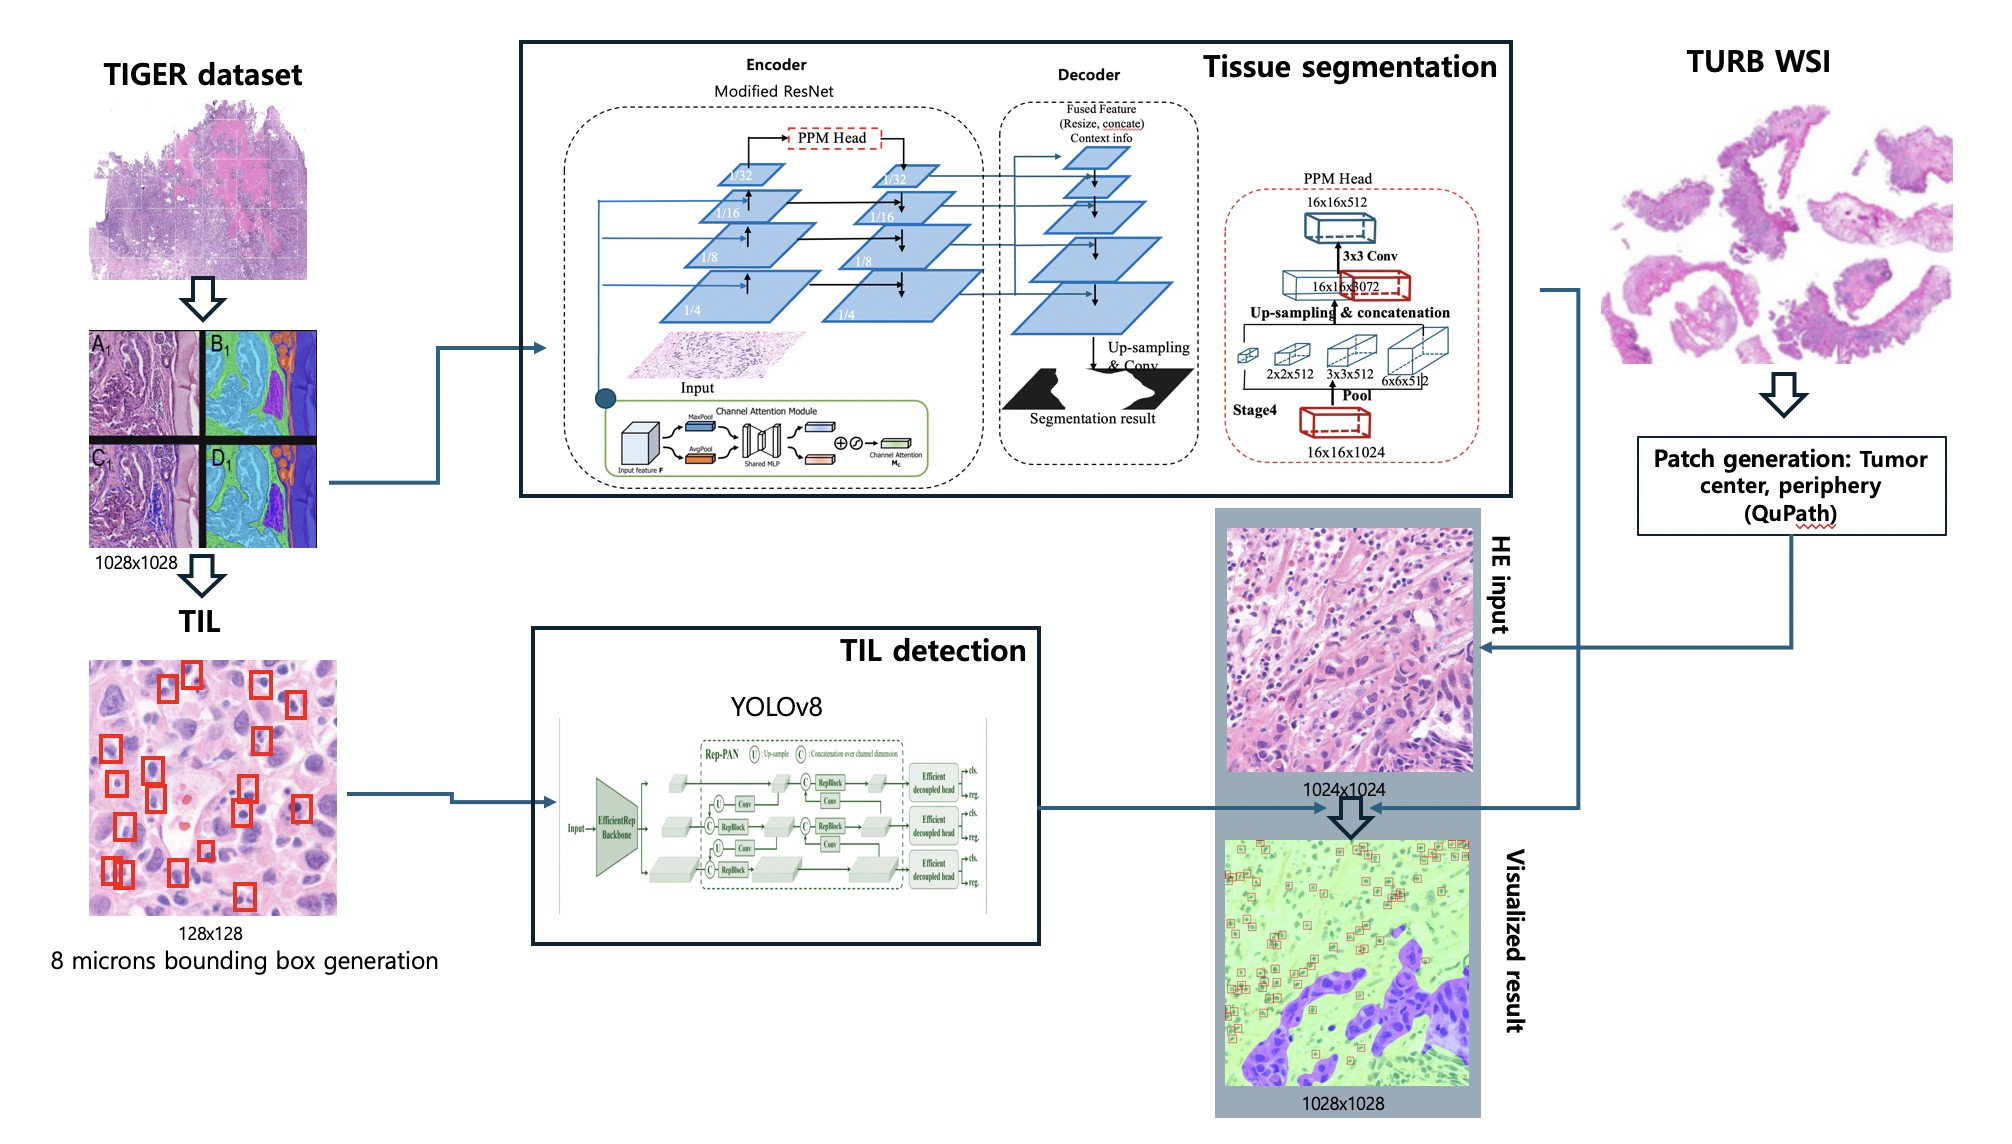 TIGER dataset
A1
B1
C1
D1
1028x1028
TIL
128x128
8 microns bounding box generation
Tissue segmentation
Encoder
Modified ResNet
PPM Head
1/32
1/32
1/16
1/16
1/8
1/8
1/4
1/4
Input
Channel Attention Module
MaxPool
AvgPool
Input feature F
Shared MLP
Channel Attention
Mc
Decoder
Fused Feature
(Resize, concate)
Context info
Up-sampling
& Conv
Segmentation result
PPM Head
16x16x512
3x3 Conv
16x16x3072
Up-sampling & concatenation
2x2x512
3x3x512
6x6x512
Pool
Stage4
16x16x1024
TIL detection
YOLOv8
Rep-PAN
U : Up-sample
C : Concatenation over channel dimension
Input
EfficientRep
Backbone
C
RepBlock
Conv
U
Conv
C
RepBlock
C
RepBlock
Conv
U
Conv
C
RepBlock
Efficient
decoupled head
cls.
reg.
Efficient
decoupled head
cls.
reg.
Efficient
decoupled head
cls.
reg.
HE input
1024x1024
Visualized result
1028x1028
TURB WSI
Patch generation: Tumor
center, periphery
(QuPath)